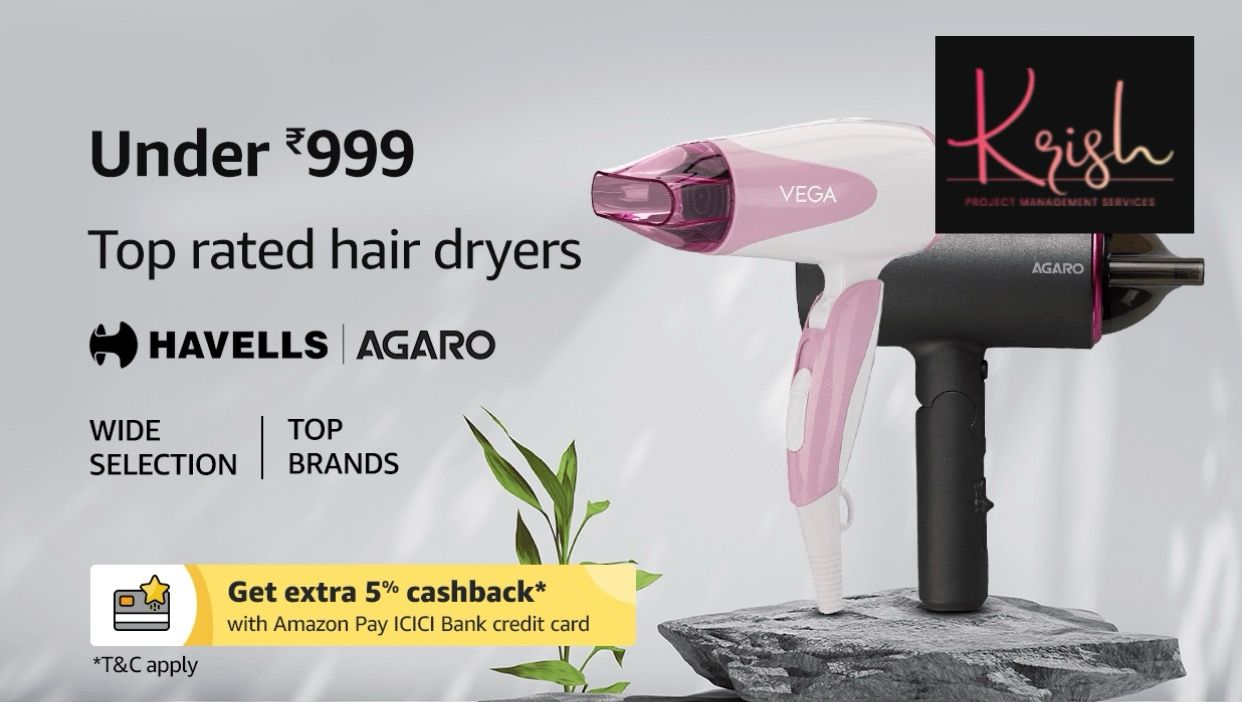 Under ₹999
Top rated hair dryers
HAVELLS | AGARO
WIDE SELECTION
TOP BRANDS
Get extra 5% cashback*
with Amazon Pay ICICI Bank credit card
*T&C apply
VEGA
AGARO
Krish
PROJECT MANAGEMENT SERVICES